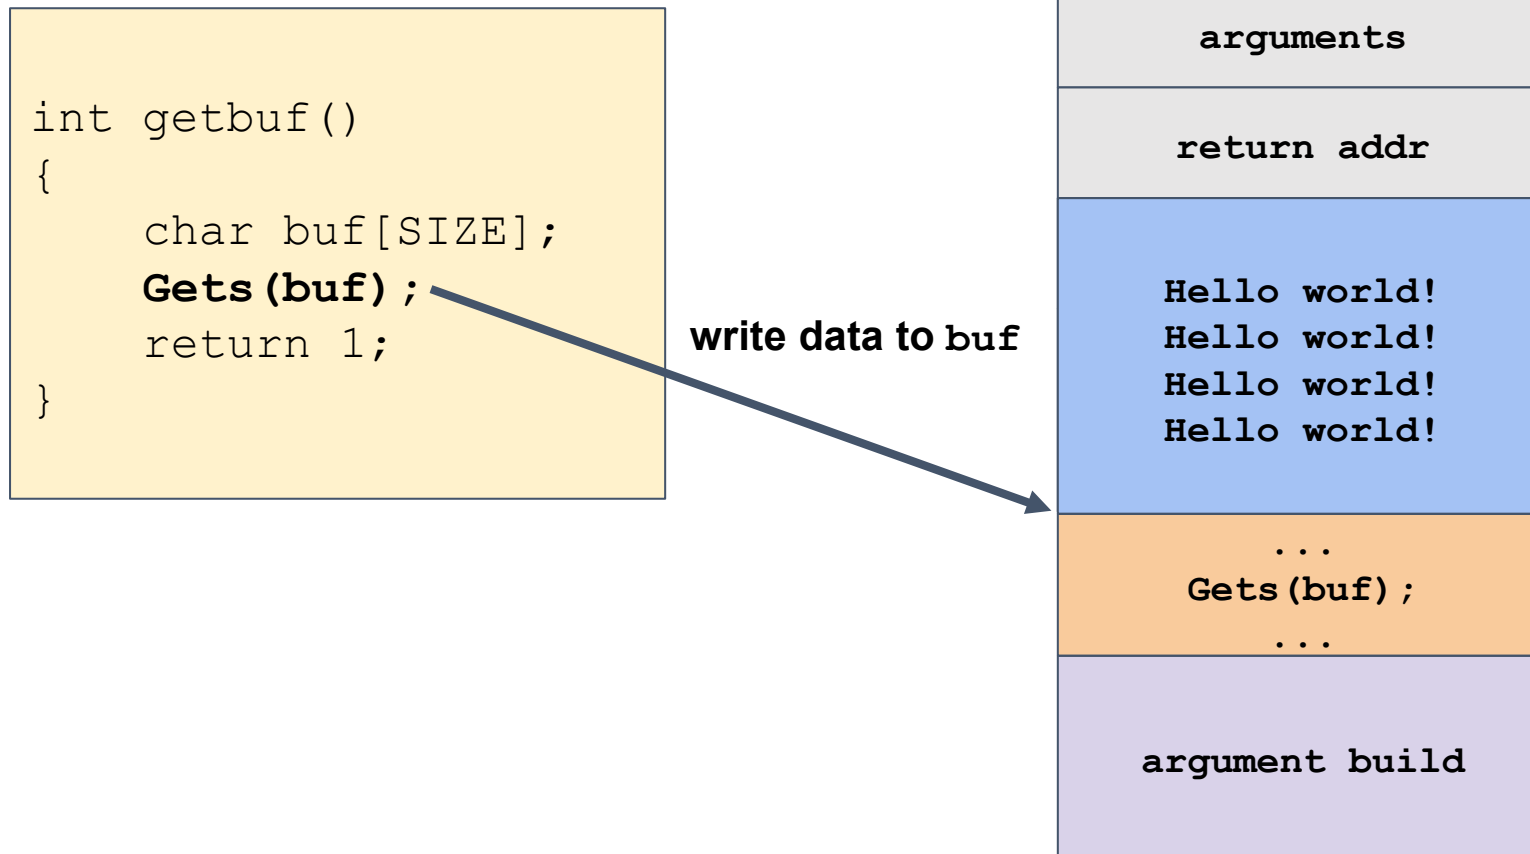 int getbuf()
{
    char buf[SIZE];
    Gets(buf);
    return 1;
}
write data to buf
arguments
return addr
Hello world!
Hello world!
Hello world!
Hello world!
...
Gets(buf);
...
argument build